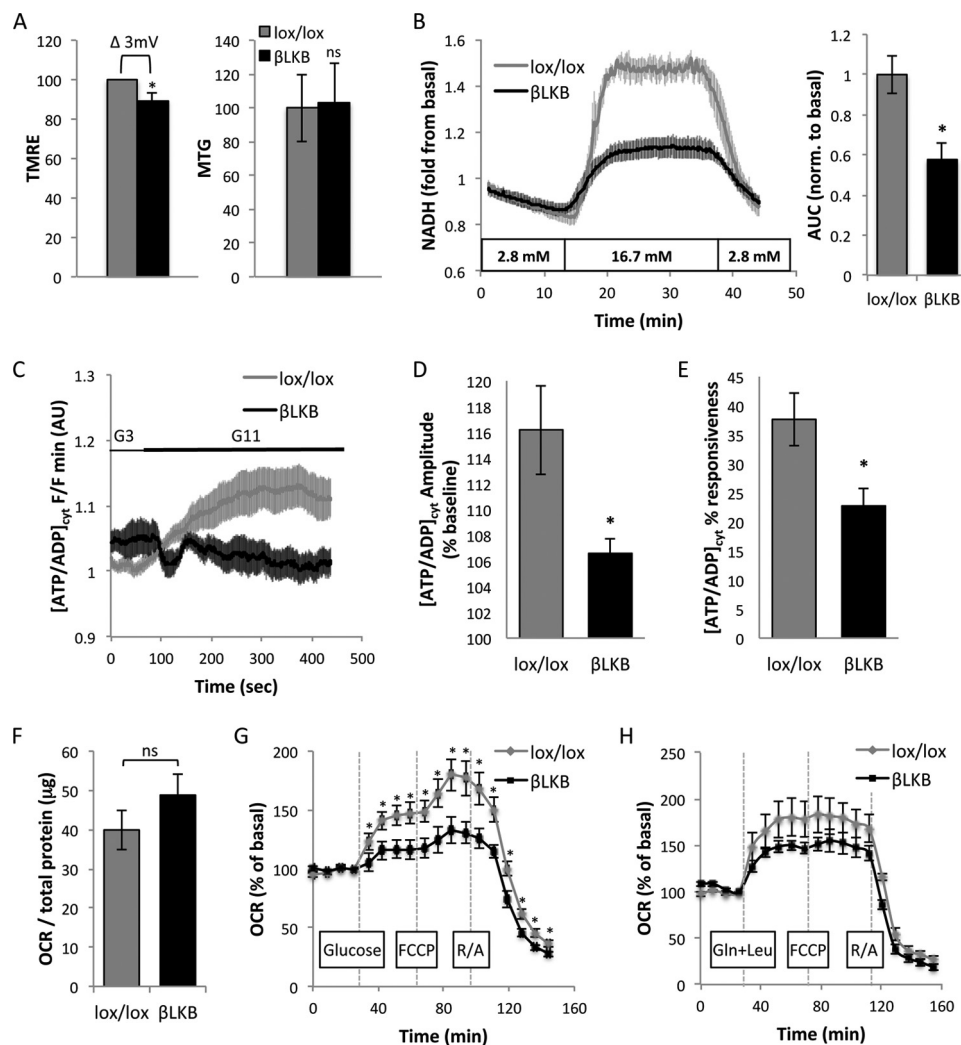 A
Δ 3mV
*
TMRE
120
100
80
60
40
20
0
lox/lox
βLKB
ns
MTG
140
120
100
80
60
40
20
0
B
lox/lox
βLKB
NADH (fold from basal)
1.6
1.4
1.2
1
0.8
0.6
2.8 mM
16.7 mM
2.8 mM
0
10
20
30
40
50
Time (min)
AUC (norm. to basal)
1.2
1
0.8
0.6
0.4
0.2
0
*
lox/lox
βLKB
C
lox/lox
βLKB
G3
G11
[ATP/ADP]cyt F/F min (AU)
1.3
1.2
1.1
1
0.9
0
100
200
300
400
500
Time (sec)
D
[ATP/ADP]cyt Amplitude
(% baseline)
120
118
116
114
112
110
108
106
104
102
100
*
lox/lox
βLKB
E
[ATP/ADP]cyt % responsiveness
45
40
35
30
25
20
15
10
5
0
*
lox/lox
βLKB
F
ns
OCR / total protein (μg)
60
50
40
30
20
10
0
lox/lox
βLKB
G
lox/lox
βLKB
OCR (% of basal)
200
150
100
50
0
* * * * * * * * * * * * * *
Glucose
FCCP
R/A
0
40
80
120
160
Time (min)
H
lox/lox
βLKB
OCR (% of basal)
250
200
150
100
50
0
Gln+Leu
FCCP
R/A
0
40
80
120
160
Time (min)